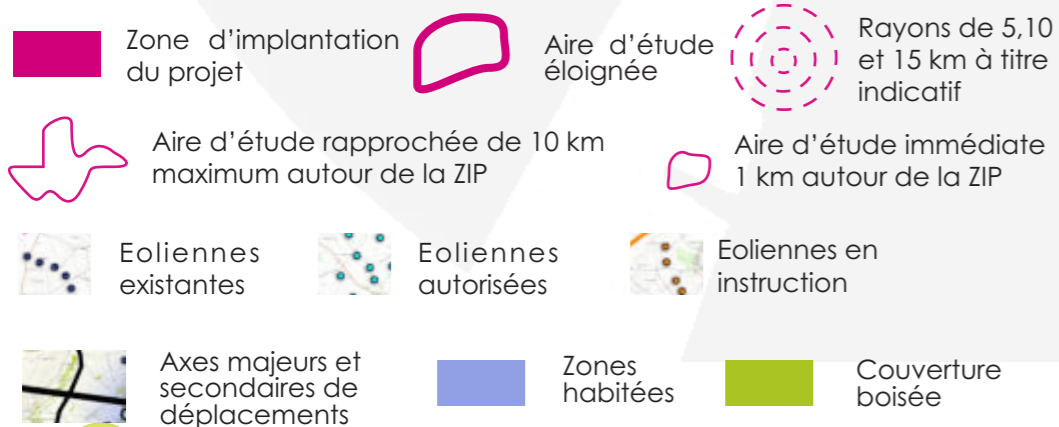 Zone d'implantation
du projet
Aire d'étude
éloignée
Rayons de 5,10
et 15 km à titre
indicatif
Aire d'étude rapprochée de 10 km
maximum autour de la ZIP
Aire d'étude immédiate
1 km autour de la ZIP
Eoliennes
existantes
Eoliennes
autorisées
Eoliennes en
instruction
Axes majeurs et
secondaires de
déplacements
Zones
habitées
Couverture
boisée